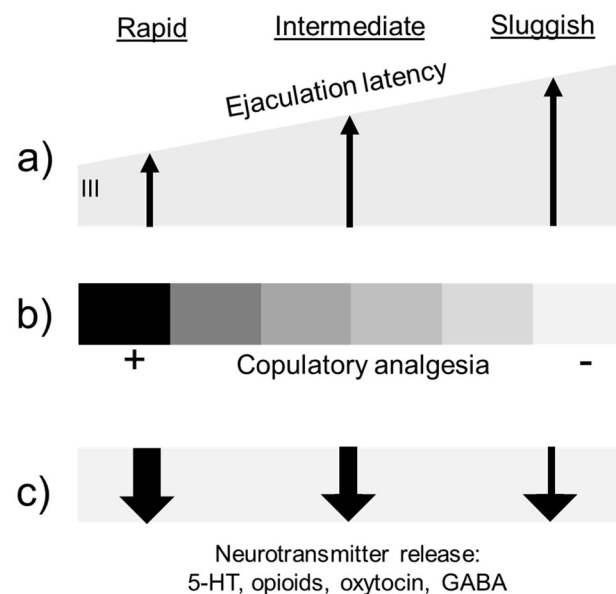 Rapid Intermediate Sluggish
Ejaculation latency
a)
III
b)
+ Copulatory analgesia -
c)
Neurotransmitter release:
5-HT, opioids, oxytocin, GABA